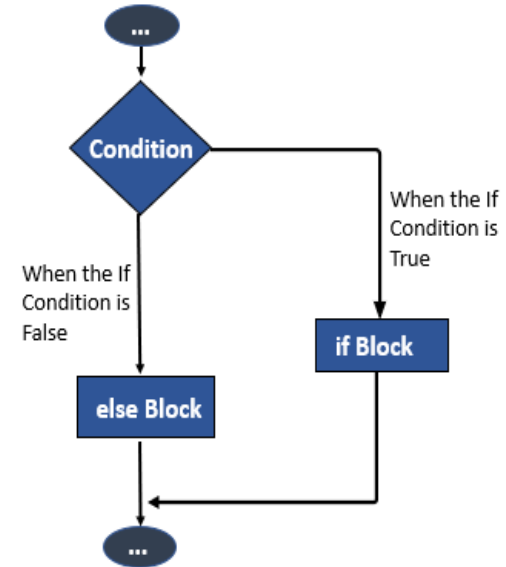 ...
Condition
When the If
Condition is
True
When the If
Condition is
False
if Block
else Block
...